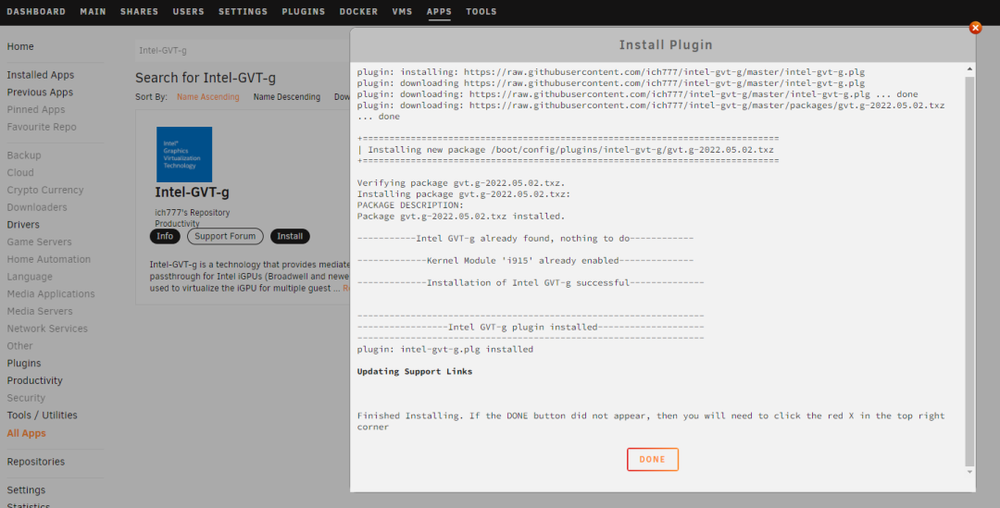 DASHBOARD MAIN SHARES USERS SETTINGS PLUGINS DOCKER VMS APPS TOOLS
Home
Installed Apps
Previous Apps
Pinned Apps
Favourite Repo
Backup
Cloud
Crypto Currency
Downloaders
Drivers
Game Servers
Home Automation
Language
Media Applications
Media Servers
Network Services
Other
Plugins
Productivity
Security
Tools / Utilities
All Apps
Repositories
Settings
Statistics
Intel-GVT-g
Search for Intel-GVT-g
Sort By: Name Ascending Name Descending Dow
Intel®
Graphics
Virtualization
Technology
Intel-GVT-g
ich777's Repository
Productivity
Info Support Forum Install
Intel-GVT-g is a technology that provides mediate
passthrough for Intel iGPUs (Broadwell and newe
used to virtualize the iGPU for multiple guest ... R
Install Plugin
plugin: installing: https://raw.githubusercontent.com/ich777/intel-gvt-g/master/intel-gvt-g.plg
plugin: downloading https://raw.githubusercontent.com/ich777/intel-gvt-g/master/intel-gvt-g.plg
plugin: downloading: https://raw.githubusercontent.com/ich777/intel-gvt-g/master/intel-gvt-g.plg ... done
plugin: downloading: https://raw.githubusercontent.com/ich777/intel-gvt-g/master/packages/gvt.g-2022.05.02.txz
... done
+==============================================================================
| Installing new package /boot/config/plugins/intel-gvt-g/gvt.g-2022.05.02.txz
+==============================================================================
Verifying package gvt.g-2022.05.02.txz.
Installing package gvt.g-2022.05.02.txz:
PACKAGE DESCRIPTION:
Package gvt.g-2022.05.02.txz installed.
-----------Intel GVT-g already found, nothing to do------------
-------------Kernel Module 'i915' already enabled--------------
-------------Installation of Intel GVT-g successful--------------
-----------------------------------------------------------------
-----------------Intel GVT-g plugin installed--------------------
-----------------------------------------------------------------
plugin: intel-gvt-g.plg installed
Updating Support Links
Finished Installing. If the DONE button did not appear, then you will need to click the red X in the top right
corner
DONE